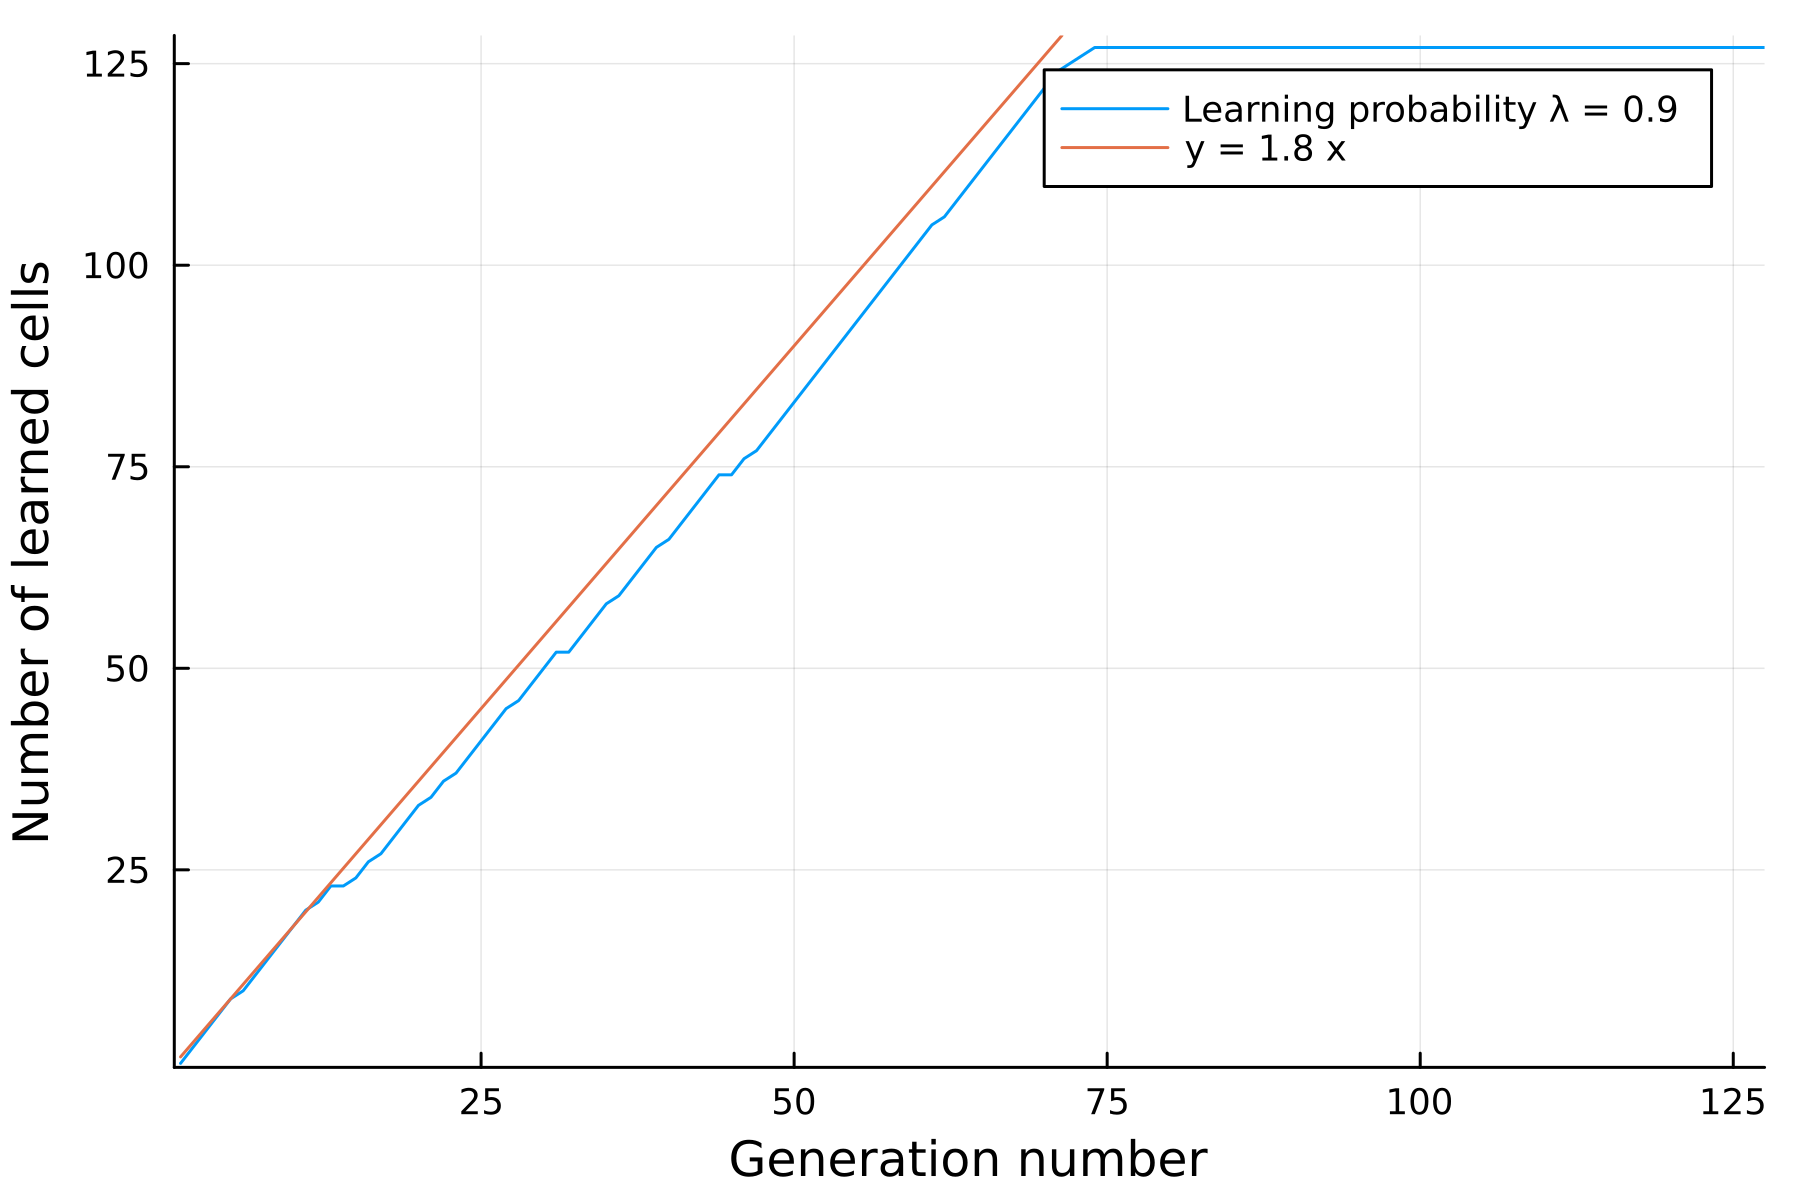 Number of learned cells
125
100
75
50
25
Learning probability λ = 0.9
y = 1.8 x
25 50 75 100 125
Generation number